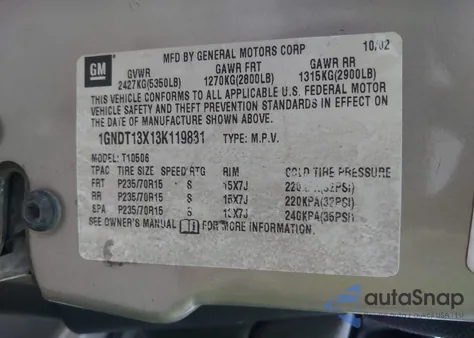 GM
MFD BY GENERAL MOTORS CORP 10/02
GVWR GAWR FRT GAWR RR
2427KG(5350LB) 1270KG(2800LB) 1315KG(2900LB)
THIS VEHICLE CONFORMS TO ALL APPLICABLE U.S. FEDERAL MOTOR
VEHICLE SAFETY AND THEFT PREVENTION STANDARDS IN EFFECT ON
THE DATE OF MANUFACTURE SHOWN ABOVE.
1GNDT13X13K119831 TYPE: M.P.V.
MODEL: T10506
TPAC TIRE SIZE SPEED RTG RIM COLD TIRE PRESSURE
FRT P235/70R15 S 15X7J 220KPA(32PSI)
RR P235/70R15 S 15X7J 220KPA(32PSI)
SPA P235/70R15 S 15X7J 240KPA(35PSI)
SEE OWNER'S MANUAL FOR MORE INFORMATION.
autoSnap